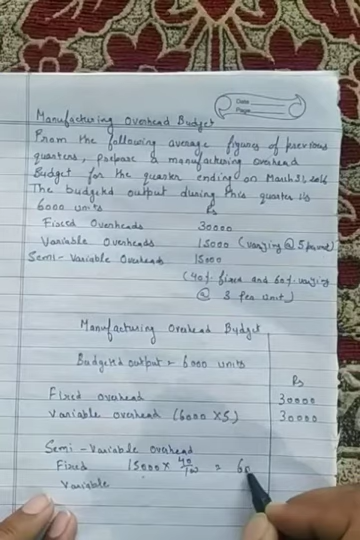 Date
Page
Manufacturing Overhead Budget
From the following average figures of previous
quarters, prepare a manufacturing overhead
Budget for the quarter ending on March 31, 2016
The budgeted output during this quarter is
6000 units Rs
Fixed Overheads 30000
Variable Overheads 15000 (varying @ 5 per unit)
Semi-Variable Overheads 15000
(40% fixed and 60% varying
@ 3 per unit)
Manufacturing Overhead Budget
Budgeted output - 6000 units
Rs
Fixed overhead 30000
Variable overhead (6000 X5) 30000
Semi-Variable overhead
Fixed 15000 x 40/100 = 60
Variable